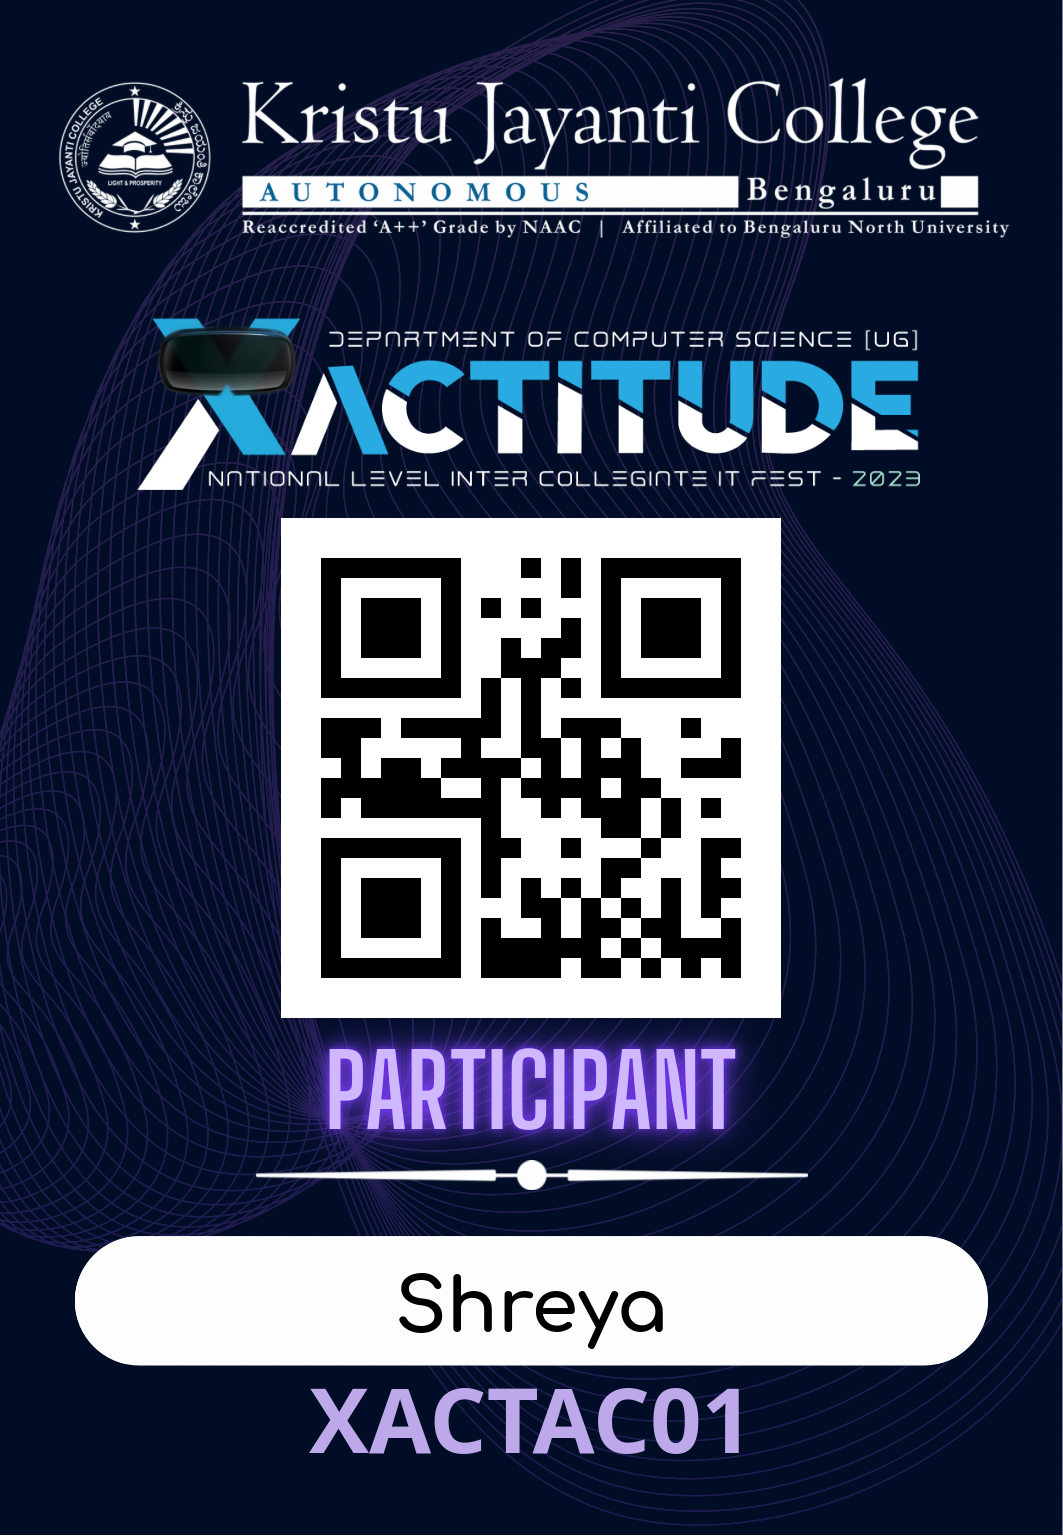 Kristu Jayanti College
AUTONOMOUS Bengaluru
Reaccredited ‘A++’ Grade by NAAC | Affiliated to Bengaluru North University
KRISTU JAYANTI COLLEGE
LIGHT & PROSPERITY
DEPARTMENT OF COMPUTER SCIENCE [UG]
XACTITUDE
NATIONAL LEVEL INTER COLLEGIATE IT FEST - 2023
PARTICIPANT
Shreya
XACTAC01